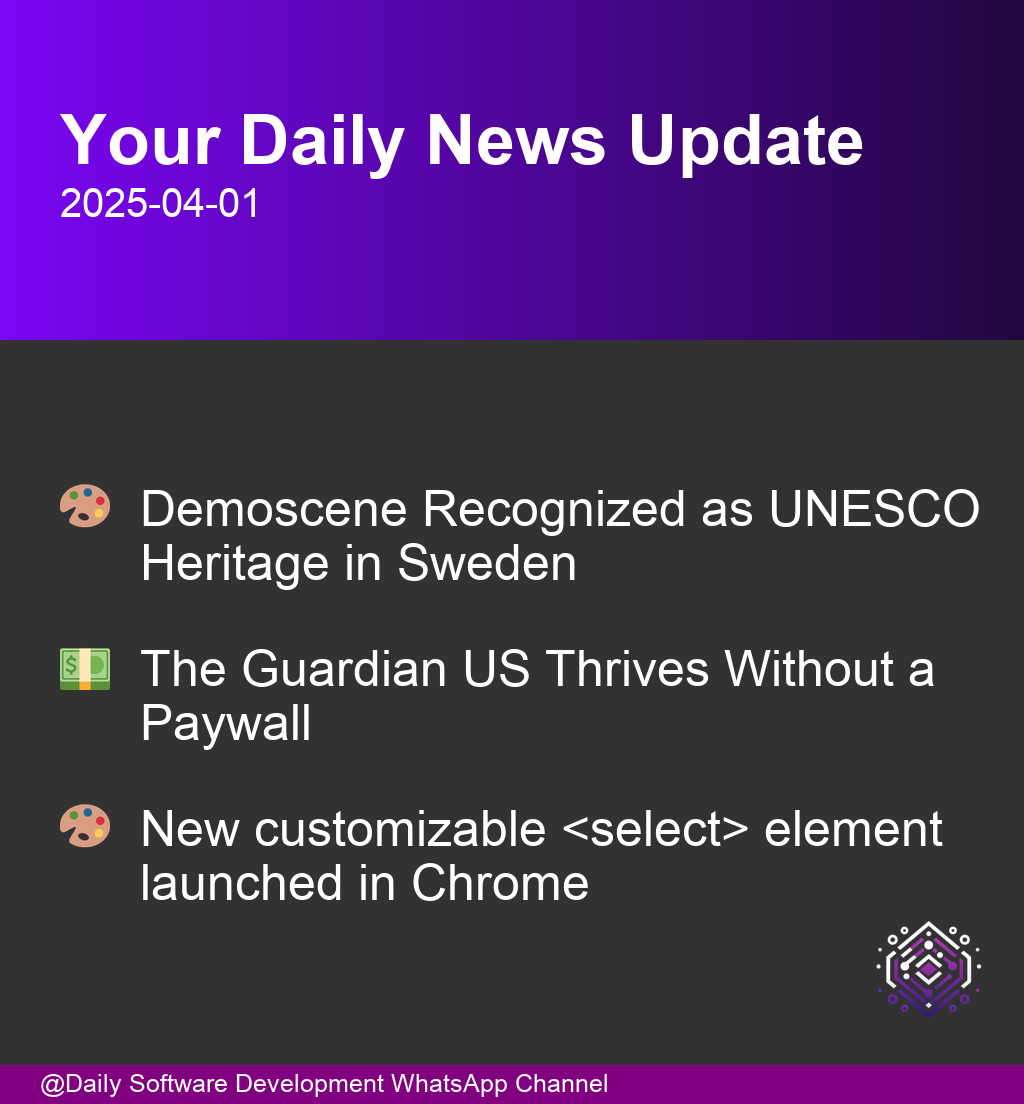 Your Daily News Update
2025-04-01
Demoscene Recognized as UNESCO
Heritage in Sweden
The Guardian US Thrives Without a
Paywall
New customizable <select> element
launched in Chrome
@Daily Software Development WhatsApp Channel